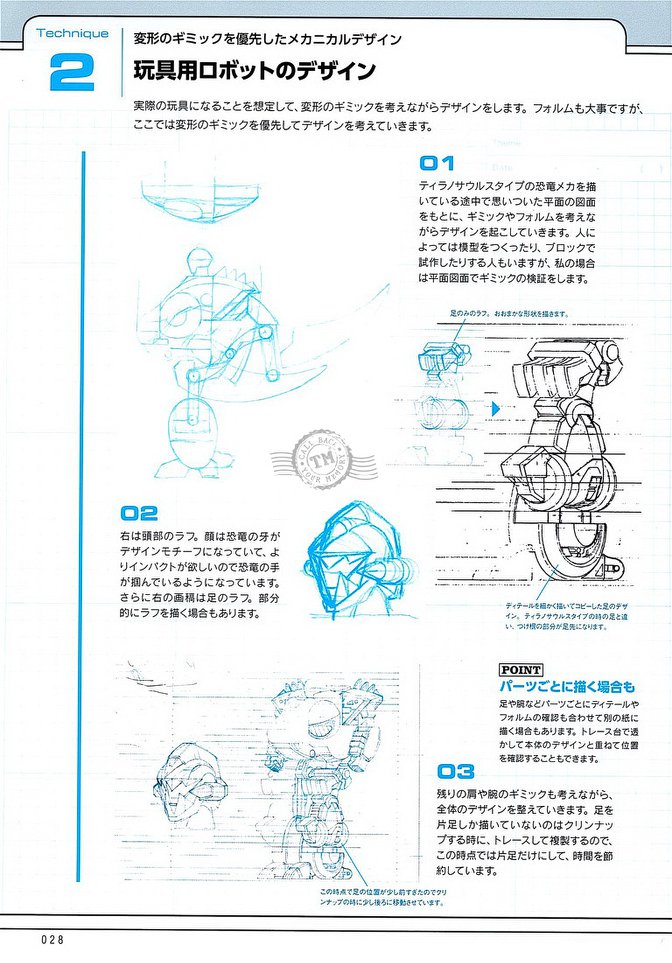 Technique
2
変形のギミックを優先したメカニカルデザイン
玩具用ロボットのデザイン
実際の玩具になることを想定して、変形のギミックを考えながらデザインをします。フォルムも大事ですが、
ここでは変形のギミックを優先してデザインを考えていきます。
Theme
Date
01
ティラノサウルスタイプの恐竜メカを描
いている途中で思いついた平面の図面
をもとに、ギミックやフォルムを考えな
がらデザインを起こしていきます。人に
よっては模型をつくったり、ブロックで
試作したりする人もいますが、私の場合
は平面図面でギミックの検証をします。
足のみのラフ。おおまかな形状を描きます。
CALL BACK
TM
YOUR MEMORY
02
右は頭部のラフ。顔は恐竜の牙が
デザインモチーフになっていて、よ
りインパクトが欲しいので恐竜の手
が掴んでいるようになっています。
さらに右の画稿は足のラフ。部分
的にラフを描く場合もあります。
ディテールを細かく描いてコピーした足のデザ
イン。ティラノサウルスタイプの時の足と違
い、つけ根の部分が足先になります。
POINT
パーツごとに描く場合も
足や腕などパーツごとにディテールや
フォルムの確認も合わせて別の紙に
描く場合もあります。トレース台で透
かして本体のデザインと重ねて位置
を確認することもできます。
03
残りの肩や腕のギミックも考えながら、
全体のデザインを整えていきます。足を
片足しか描いていないのはクリンナッ
プする時に、トレースして複製するので、
この時点では片足だけにして、時間を節
約しています。
この時点で足の位置が少し前すぎたのでクリ
ンナップの時に少し後ろに移動させています。
028